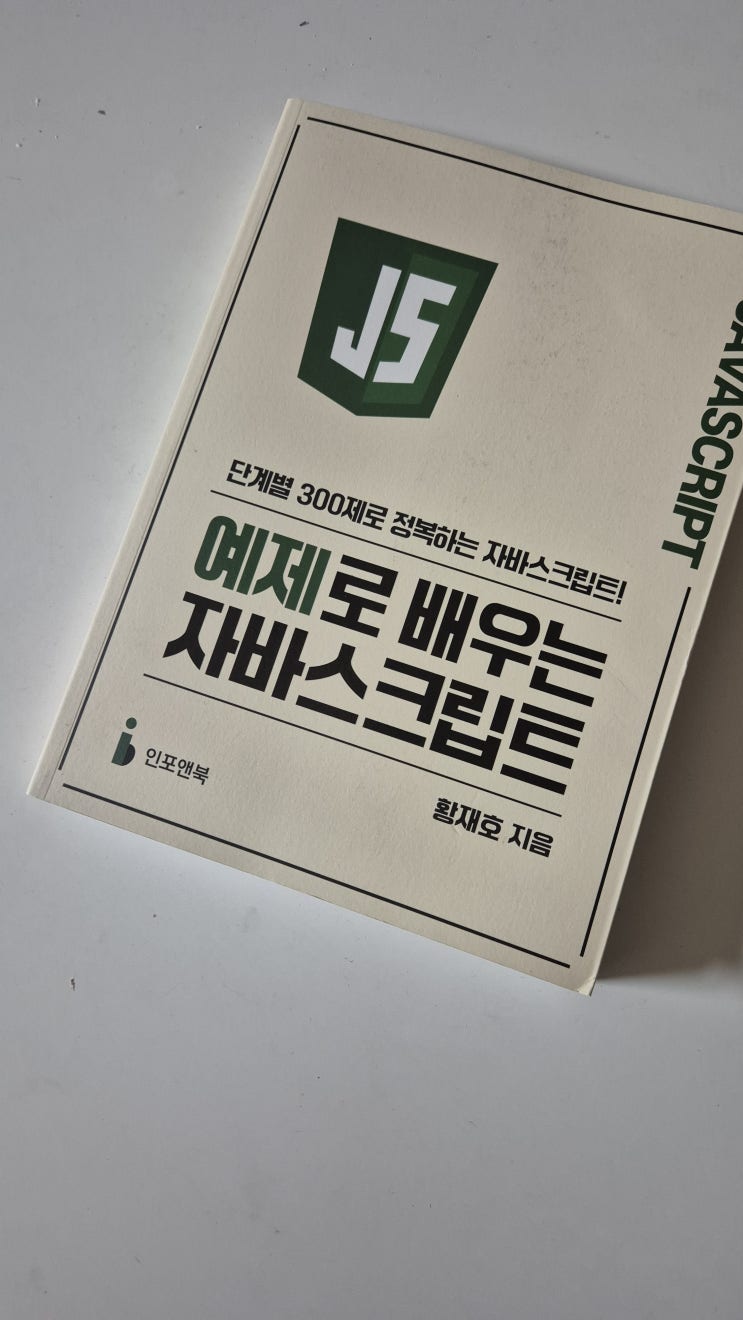 JS
JAVASCRIPT
단계별 300제로 정복하는 자바스크립트!
예제로 배우는
자바스크립트
인포앤북
황재호 지음